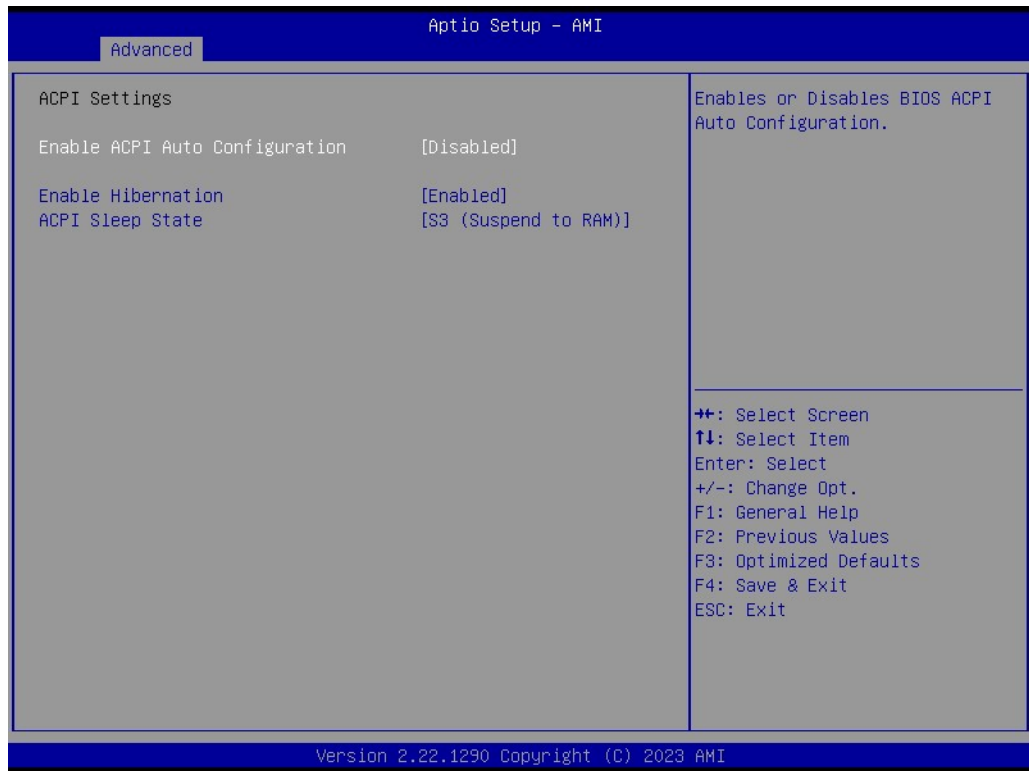 Aptio Setup – AMI
Advanced
ACPI Settings
Enable ACPI Auto Configuration [Disabled]
Enable Hibernation [Enabled]
ACPI Sleep State [S3 (Suspend to RAM)]
Enables or Disables BIOS ACPI
Auto Configuration.
→←: Select Screen
↑↓: Select Item
Enter: Select
+/-: Change Opt.
F1: General Help
F2: Previous Values
F3: Optimized Defaults
F4: Save & Exit
ESC: Exit
Version 2.22.1290 Copyright (C) 2023 AMI